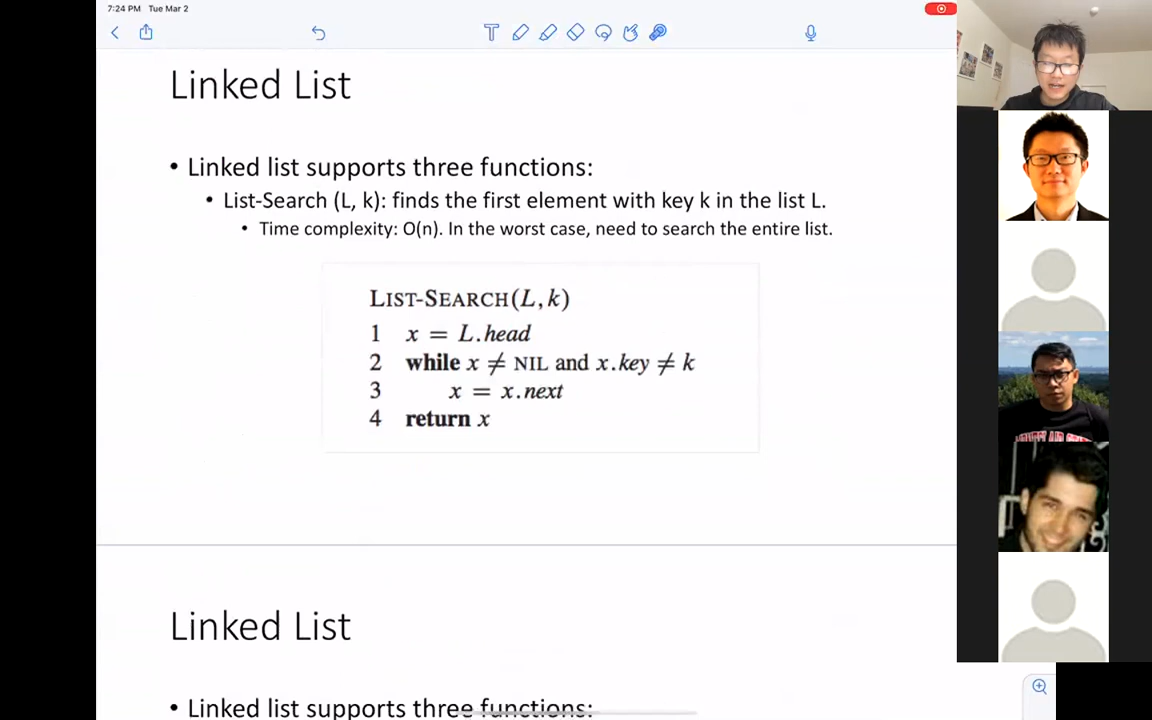 7:24 PM Tue Mar 2
T
Linked List
• Linked list supports three functions:
• List-Search (L, k): finds the first element with key k in the list L.
• Time complexity: O(n). In the worst case, need to search the entire list.
LIST-SEARCH(L, k)
1 x = L.head
2 while x ≠ NIL and x.key ≠ k
3 x = x.next
4 return x
Linked List
• Linked list supports three functions: